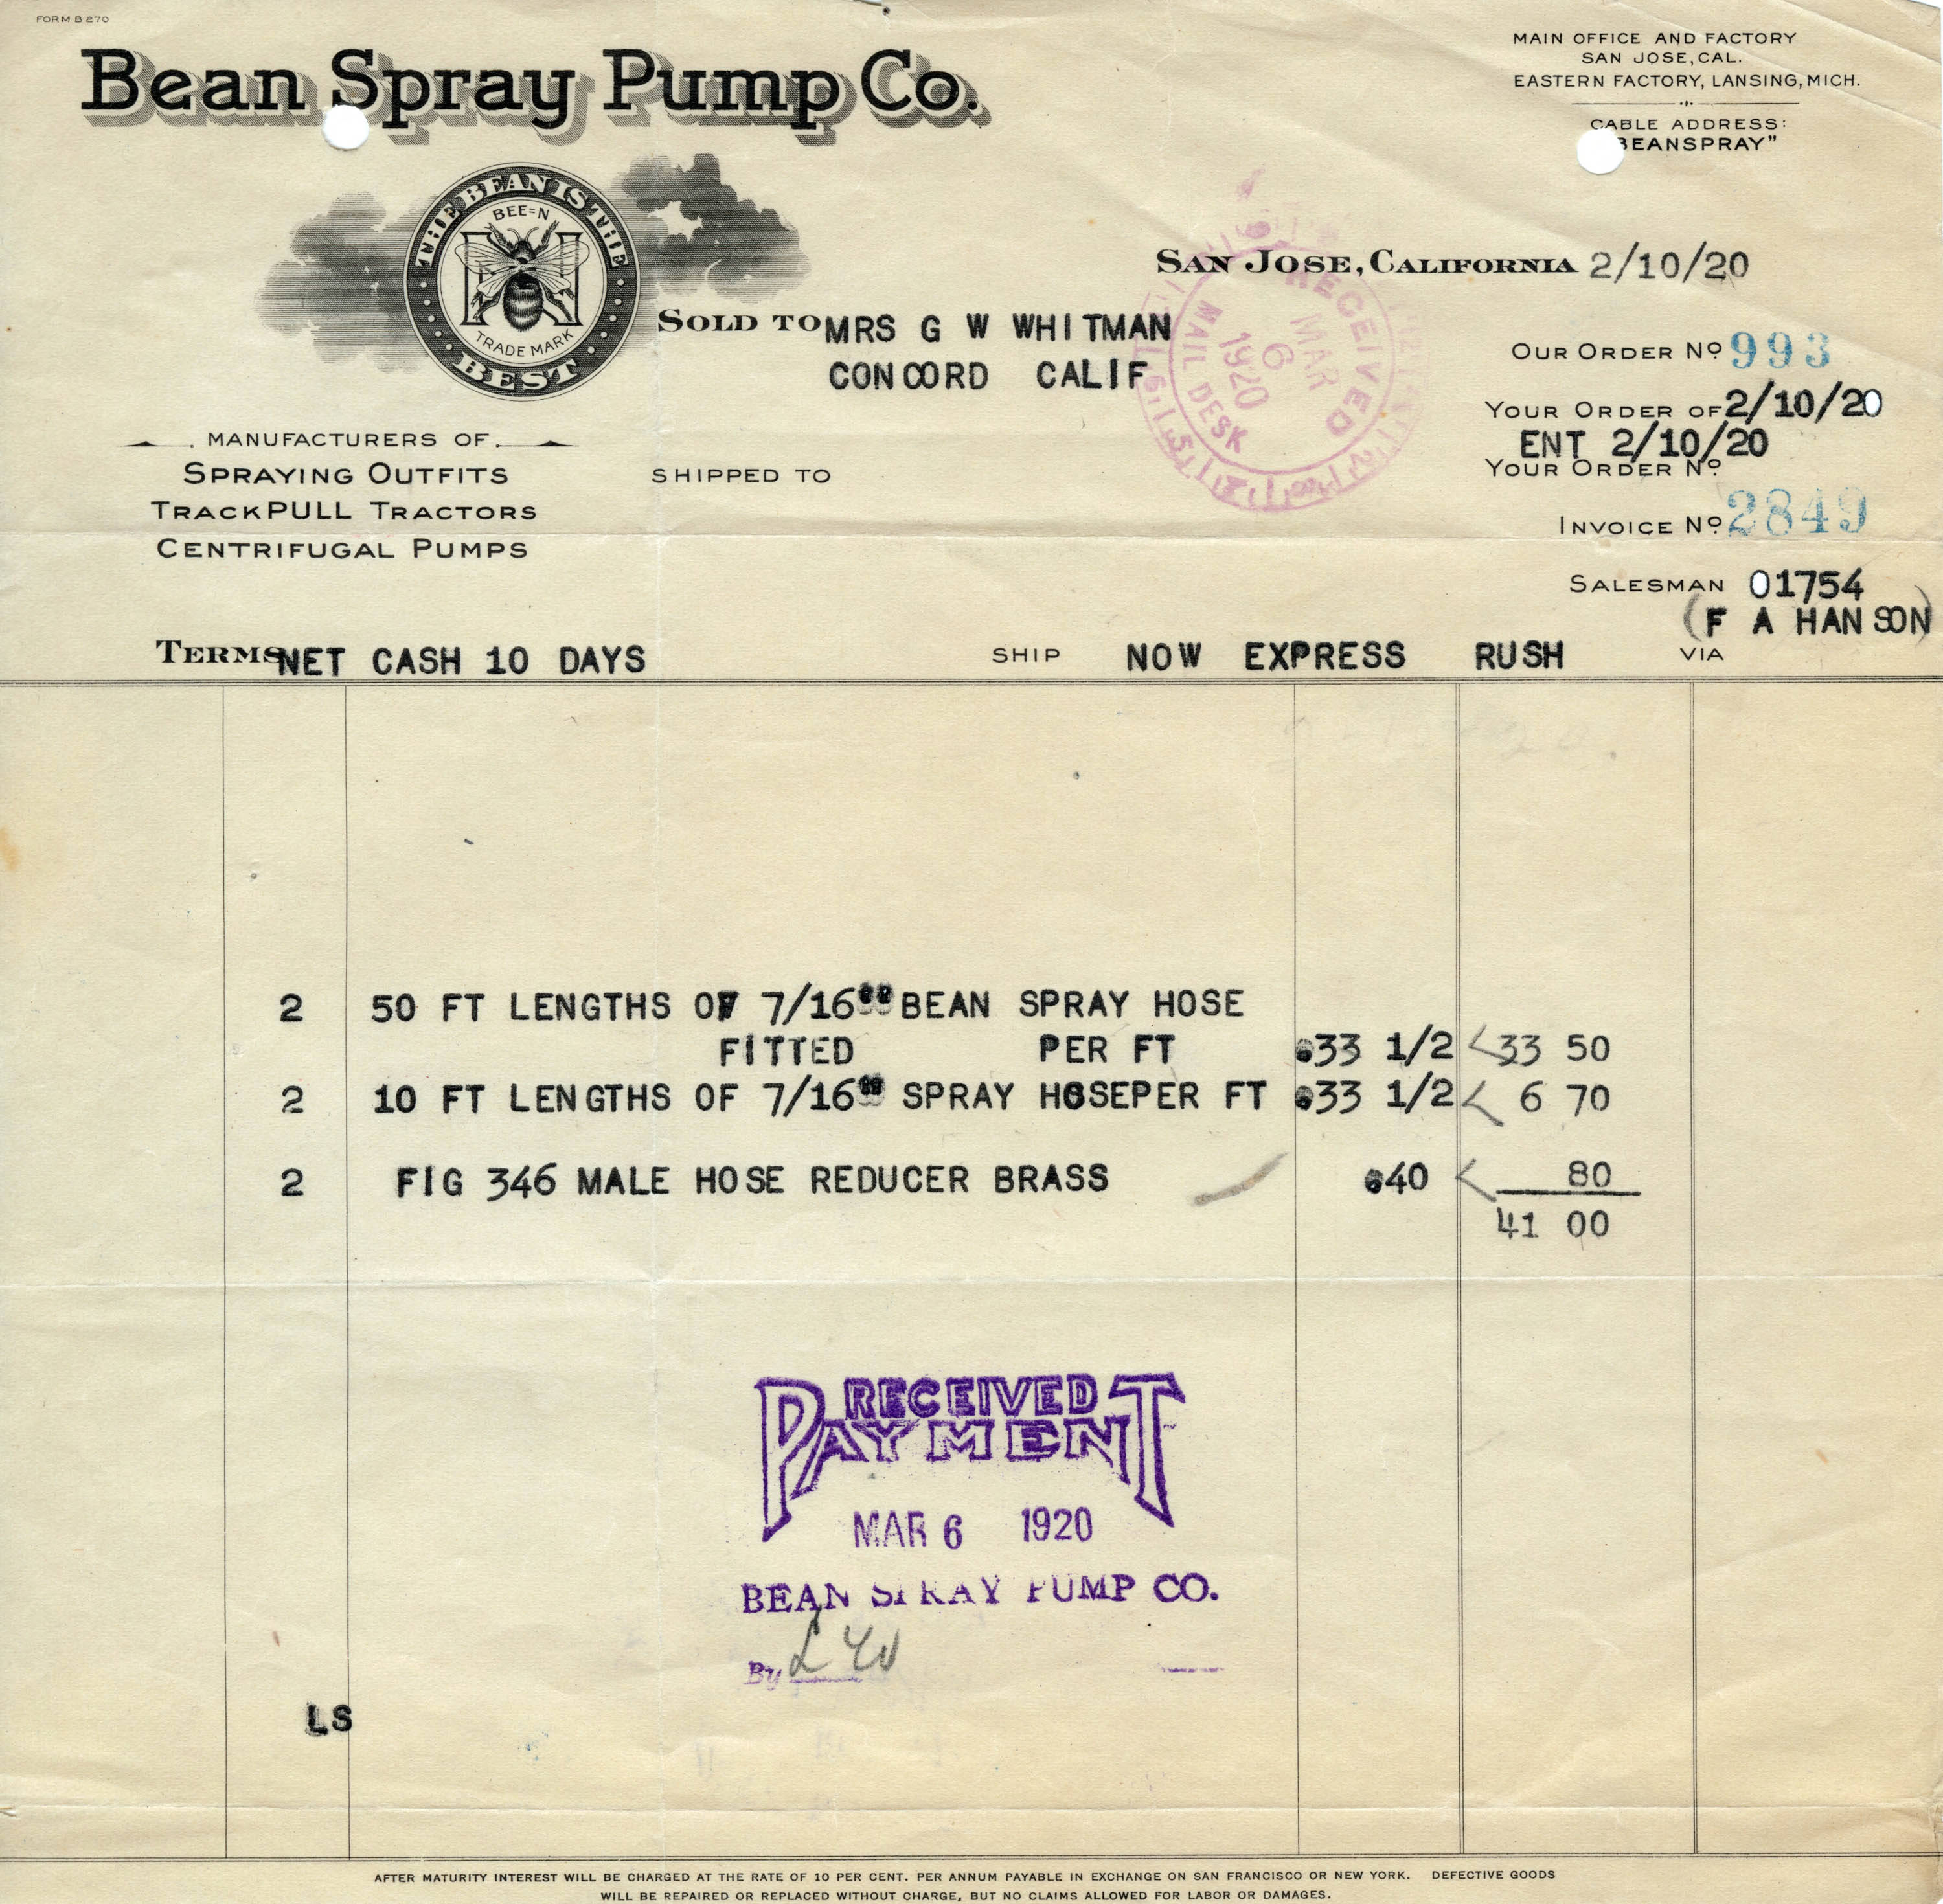 FORM B 270
Bean Spray Pump Co.
MAIN OFFICE AND FACTORY
SAN JOSE, CAL.
EASTERN FACTORY, LANSING, MICH.
CABLE ADDRESS:
BEANSPRAY"
THE BEAN IS THE
BEE=N
TRADE MARK
BEST
SAN JOSE, CALIFORNIA 2/10/20
SOLD TO MRS G W WHITMAN
CONCORD CALIF
RECEIVED
MAR
6
1920
MAIL DESK
OUR ORDER No 993
YOUR ORDER OF 2/10/20
ENT 2/10/20
YOUR ORDER No
INVOICE No 2849
MANUFACTURERS OF
SPRAYING OUTFITS
TRACKPULL TRACTORS
CENTRIFUGAL PUMPS
SHIPPED TO
SALESMAN 01754
(F A HANSON)
TERMS NET CASH 10 DAYS SHIP NOW EXPRESS RUSH VIA
2 50 FT LENGTHS OF 7/16" BEAN SPRAY HOSE
FITTED PER FT .33 1/2 33 50
2 10 FT LENGTHS OF 7/16" SPRAY HOSEPER FT .33 1/2 6 70
2 FIG 346 MALE HOSE REDUCER BRASS .40 80
41 00
RECEIVED
PAYMENT
MAR 6 1920
BEAN SPRAY PUMP CO.
By
LS
AFTER MATURITY INTEREST WILL BE CHARGED AT THE RATE OF 10 PER CENT. PER ANNUM PAYABLE IN EXCHANGE ON SAN FRANCISCO OR NEW YORK. DEFECTIVE GOODS
WILL BE REPAIRED OR REPLACED WITHOUT CHARGE, BUT NO CLAIMS ALLOWED FOR LABOR OR DAMAGES.